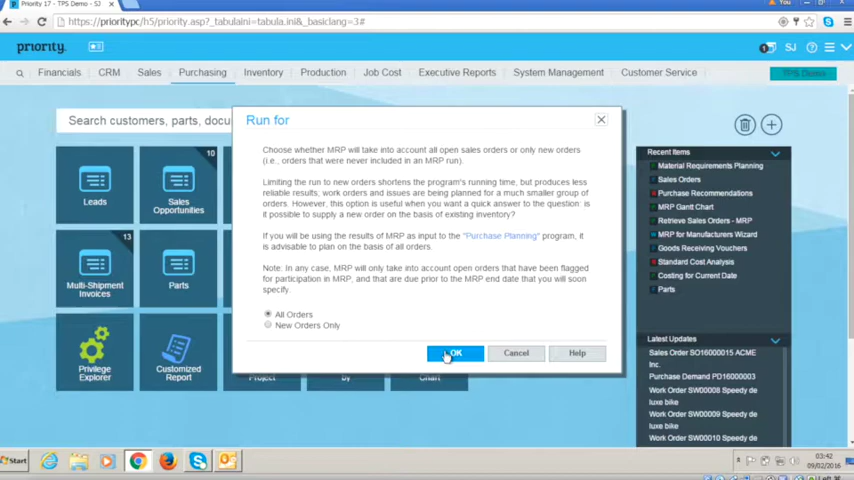 Priority 17 - TPS Demo - SJ
You
https://prioritypc/h5/priority.asp?_tabulaini=tabula.ini&_basiclang=3#
priority.
1
SJ
Financials CRM Sales Purchasing Inventory Production Job Cost Executive Reports System Management Customer Service
TPS Demo
Search customers, parts, docu
Leads
10
Sales
Opportunities
13
Multi-Shipment
Invoices
Parts
Privilege
Explorer
Customized
Report
Project
by
Chart
Run for
Choose whether MRP will take into account all open sales orders or only new orders
(i.e., orders that were never included in an MRP run).
Limiting the run to new orders shortens the program's running time, but produces less
reliable results; work orders and issues are being planned for a much smaller group of
orders. However, this option is useful when you want a quick answer to the question: is
it possible to supply a new order on the basis of existing inventory?
If you will be using the results of MRP as input to the "Purchase Planning" program, it
is advisable to plan on the basis of all orders.
Note: In any case, MRP will only take into account open orders that have been flagged
for participation in MRP, and that are due prior to the MRP end date that you will soon
specify.
All Orders
New Orders Only
OK
Cancel
Help
Recent Items
Material Requirements Planning
Sales Orders
Purchase Recommendations
MRP Gantt Chart
Retrieve Sales Orders - MRP
MRP for Manufacturers Wizard
Goods Receiving Vouchers
Standard Cost Analysis
Costing for Current Date
Parts
Latest Updates
Sales Order SO16000015 ACME
Inc.
Purchase Demand PD16000003
Work Order SW00008 Speedy de
luxe bike
Work Order SW00009 Speedy de
luxe bike
Work Order SW00010 Speedy de
Start
03:42
09/02/2016